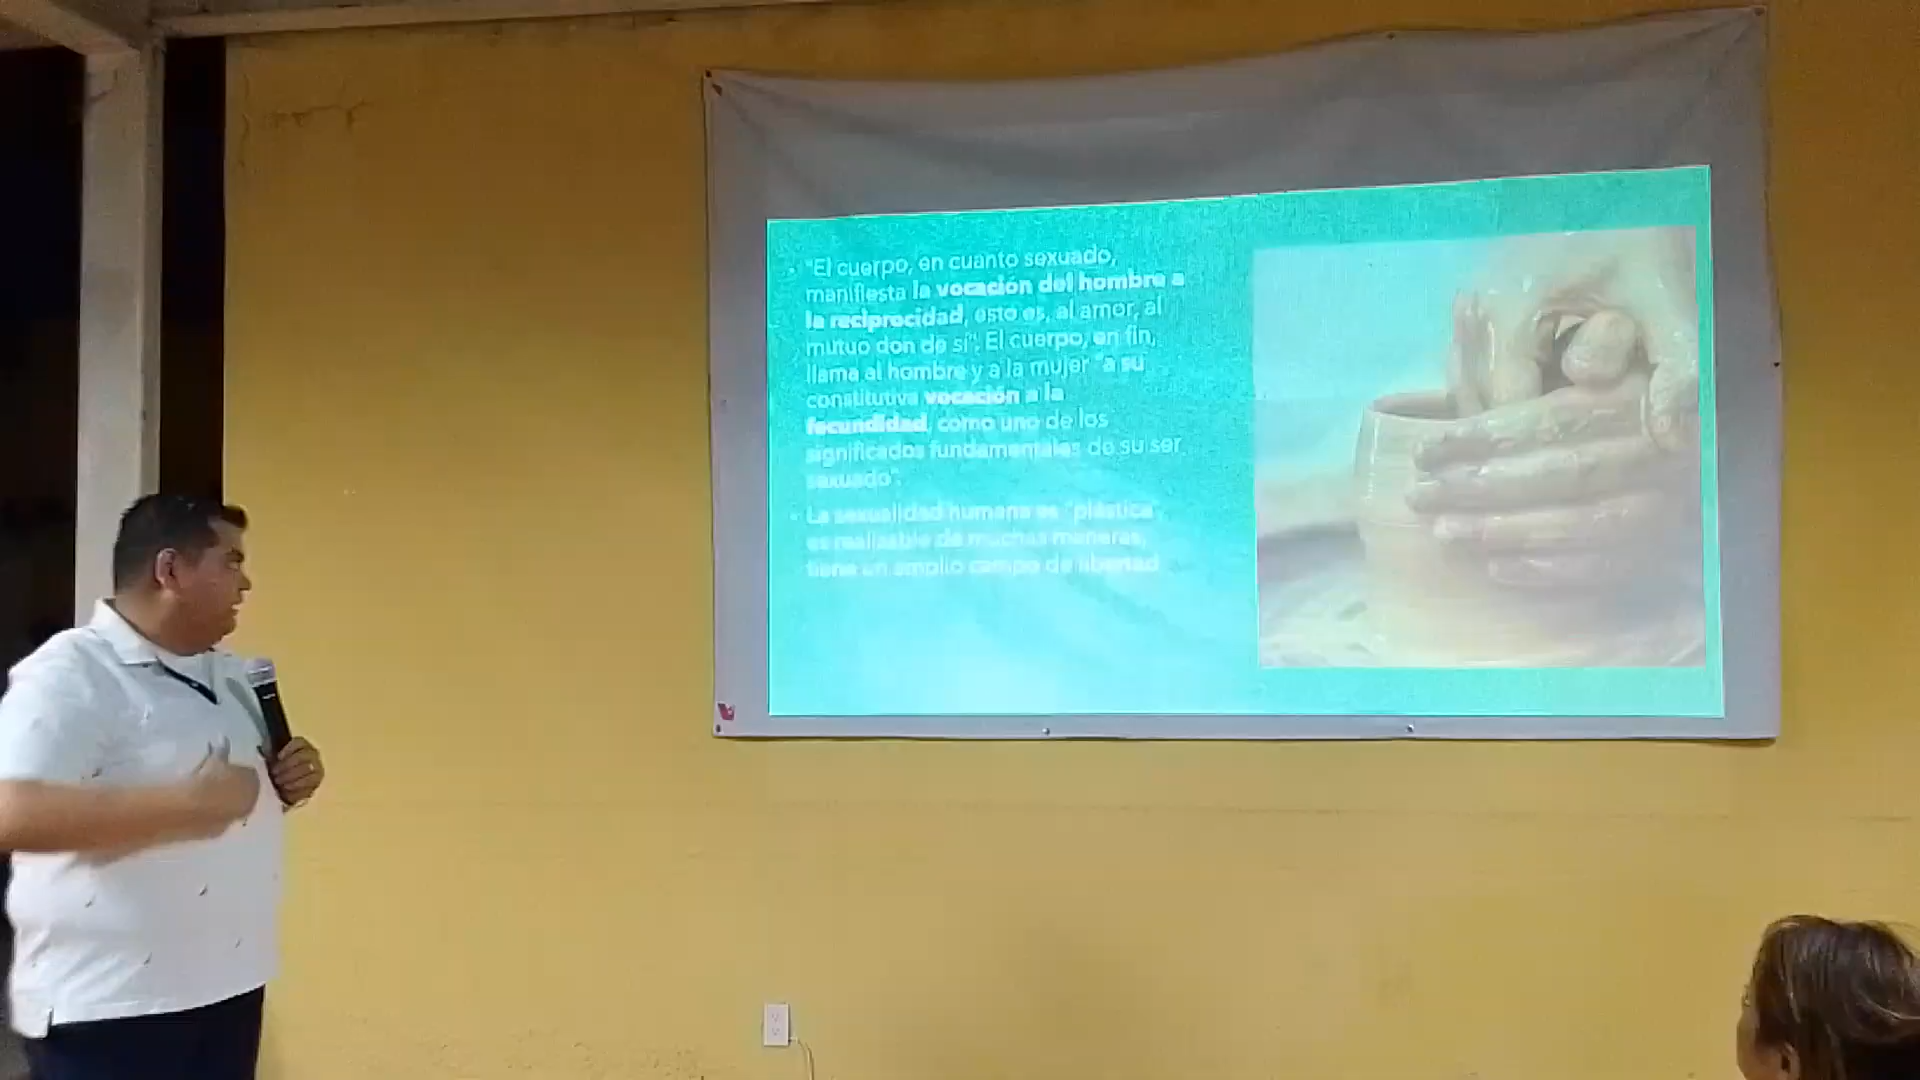 "El cuerpo, en cuanto sexuado,
manifiesta la vocación del hombre a
la reciprocidad, esto es, al amor, al
mutuo don de sí". El cuerpo, en fin,
llama al hombre y a la mujer "a su
constitutiva vocación a la
fecundidad, como uno de los
significados fundamentales de su ser
sexuado".
La sexualidad humana es "plástica",
es realizable de muchas maneras,
tiene un amplio campo de libertad